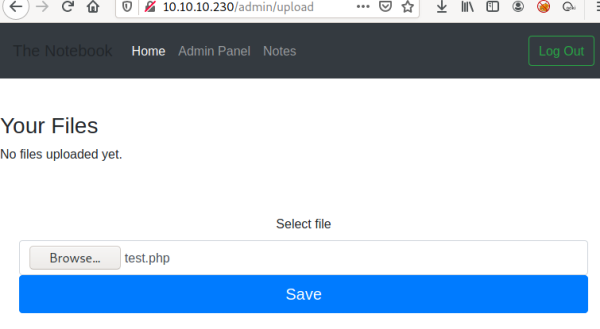 10.10.10.230/admin/upload
The Notebook Home Admin Panel Notes Log Out
Your Files
No files uploaded yet.
Select file
Browse... test.php
Save